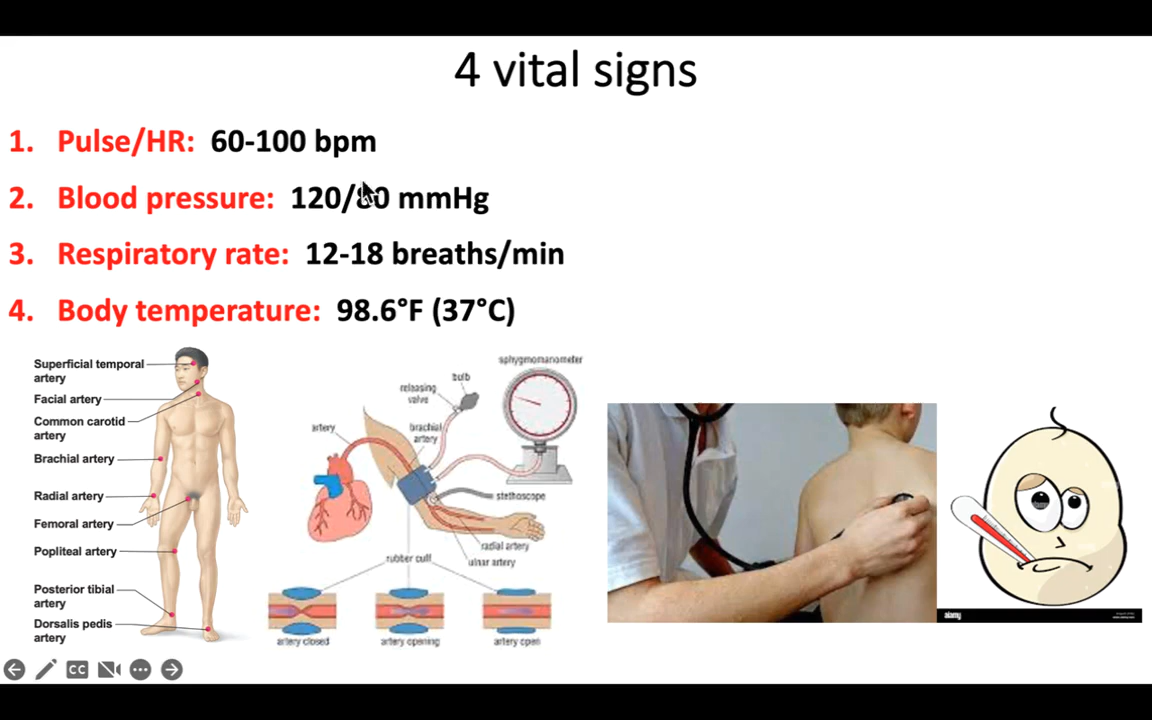 4 vital signs
1. Pulse/HR: 60-100 bpm
2. Blood pressure: 120/80 mmHg
3. Respiratory rate: 12-18 breaths/min
4. Body temperature: 98.6°F (37°C)
Superficial temporal
artery
Facial artery
Common carotid
artery
Brachial artery
Radial artery
Femoral artery
Popliteal artery
Posterior tibial
artery
Dorsalis pedis
artery
sphygmomanometer
bulb
releasing
valve
artery
brachial
artery
stethoscope
radial artery
ulnar artery
rubber cuff
artery closed
artery opening
artery open
alamy
CC